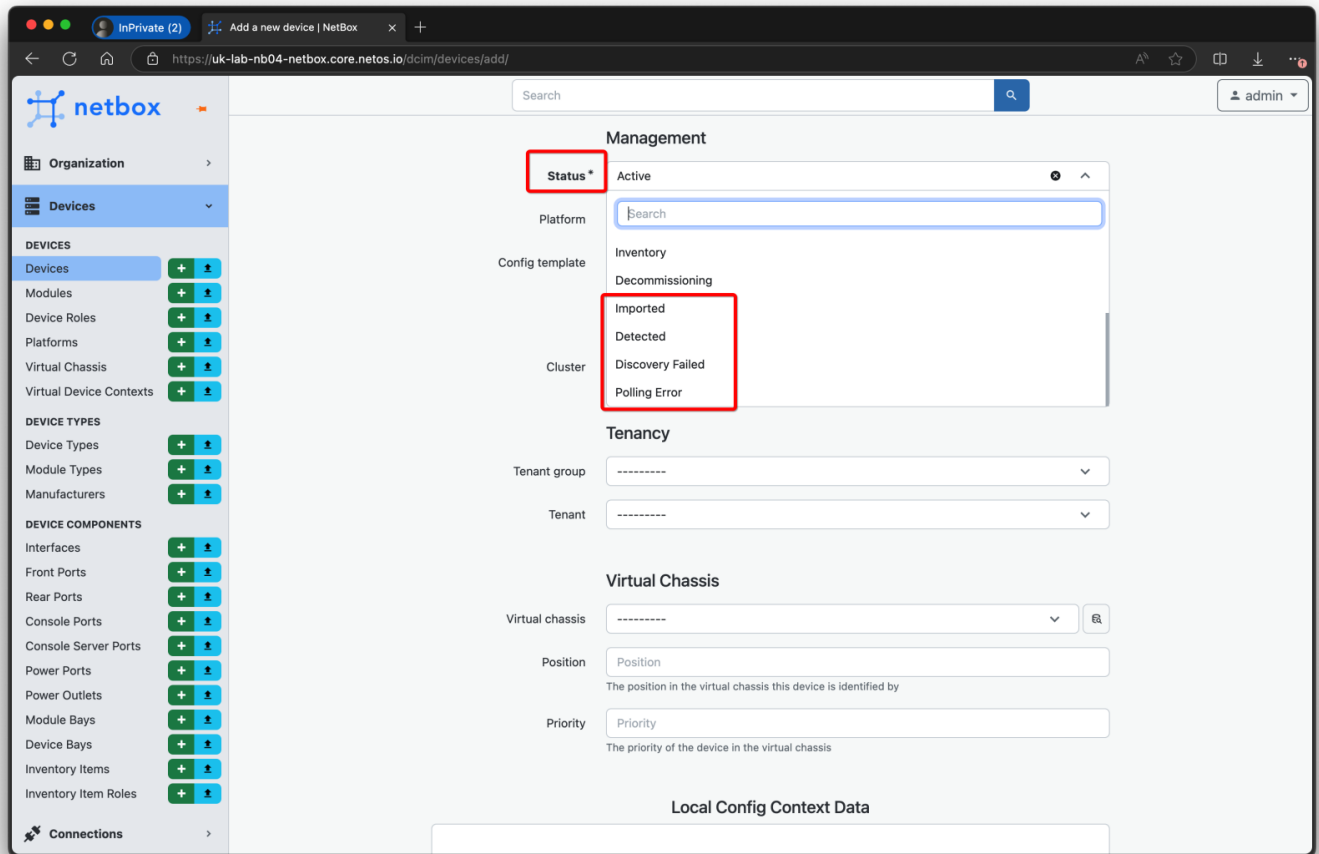 InPrivate (2)
Add a new device | NetBox
https://uk-lab-nb04-netbox.core.netos.io/dcim/devices/add/
netbox
Search
admin
Organization
Devices
DEVICES
Devices
Modules
Device Roles
Platforms
Virtual Chassis
Virtual Device Contexts
DEVICE TYPES
Device Types
Module Types
Manufacturers
DEVICE COMPONENTS
Interfaces
Front Ports
Rear Ports
Console Ports
Console Server Ports
Power Ports
Power Outlets
Module Bays
Device Bays
Inventory Items
Inventory Item Roles
Connections
Management
Status * Active
Search
Platform
Inventory
Config template
Decommissioning
Imported
Detected
Discovery Failed
Cluster
Polling Error
Tenancy
Tenant group ---------
Tenant ---------
Virtual Chassis
Virtual chassis ---------
Position Position
The position in the virtual chassis this device is identified by
Priority Priority
The priority of the device in the virtual chassis
Local Config Context Data